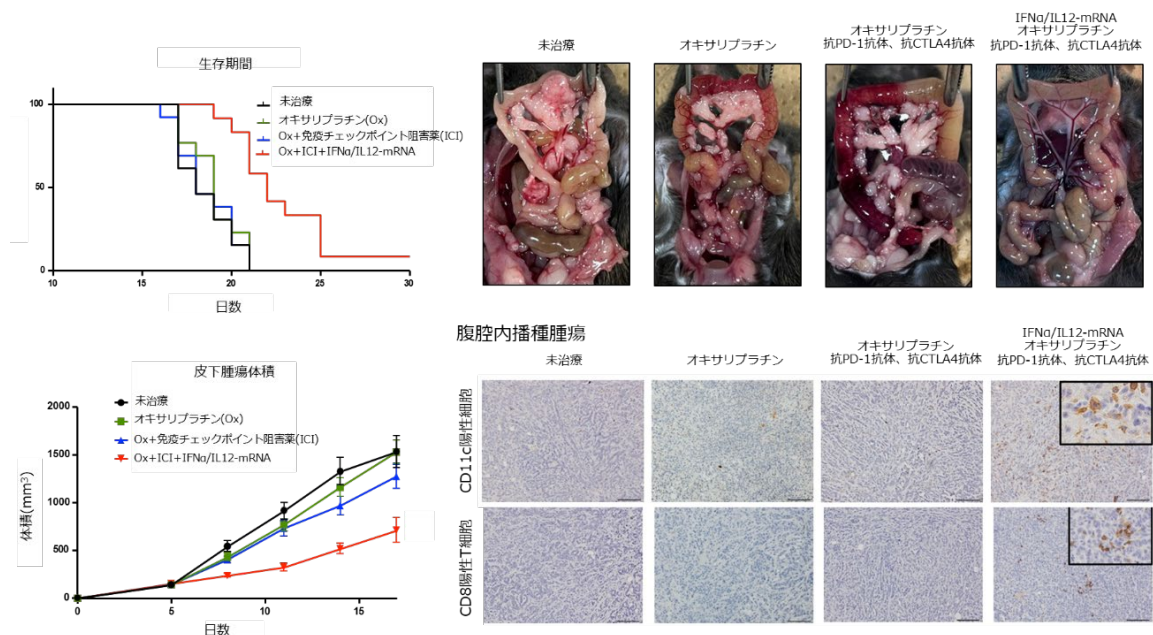 生存期間
100
50
0
10
15
20
25
30
日数
未治療
オキサリプラチン(Ox)
Ox+免疫チェックポイント阻害薬(ICI)
Ox+ICI+IFNα/IL12-mRNA
未治療
オキサリプラチン
オキサリプラチン
抗PD-1抗体、抗CTLA4抗体
IFNα/IL12-mRNA
オキサリプラチン
抗PD-1抗体、抗CTLA4抗体
皮下腫瘍体積
未治療
オキサリプラチン(Ox)
Ox+免疫チェックポイント阻害薬(ICI)
Ox+ICI+IFNα/IL12-mRNA
2000
1500
1000
500
0
体積(mm³)
0
5
10
15
日数
腹腔内播種腫瘍
未治療
オキサリプラチン
オキサリプラチン
抗PD-1抗体、抗CTLA4抗体
IFNα/IL12-mRNA
オキサリプラチン
抗PD-1抗体、抗CTLA4抗体
CD11c陽性細胞
CD8陽性T細胞